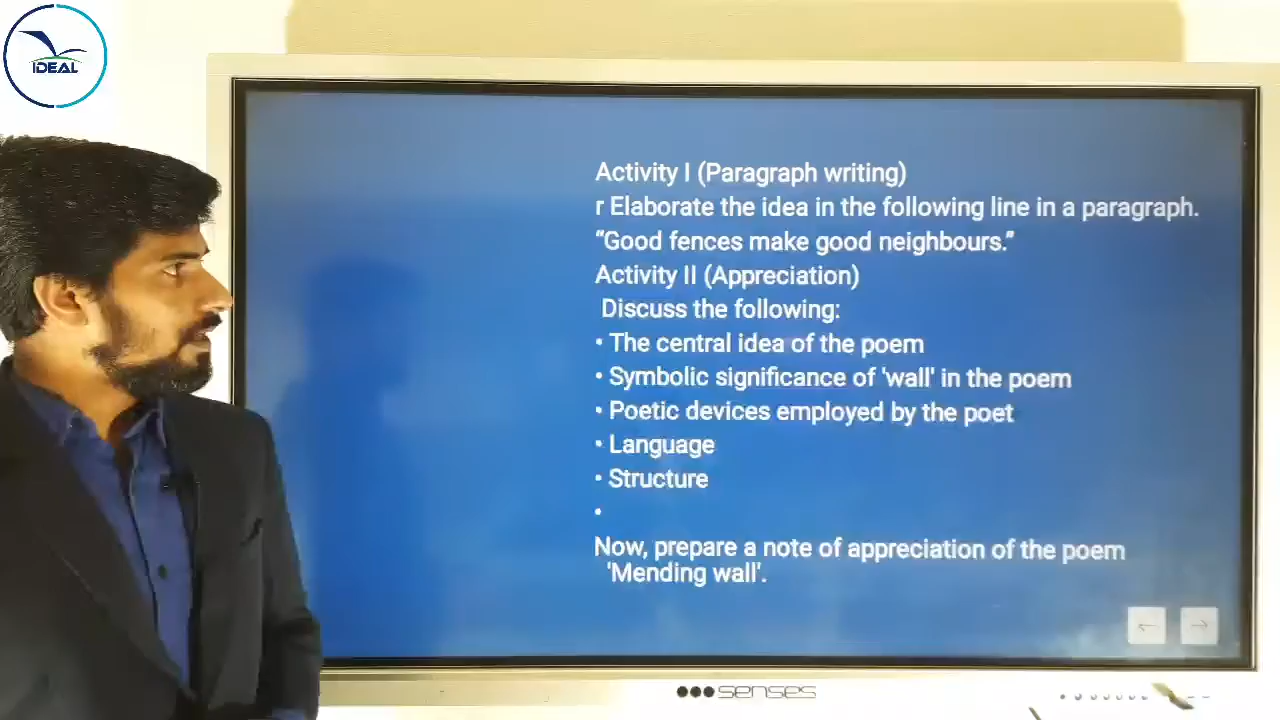 IDEAL
Activity I (Paragraph writing)
r Elaborate the idea in the following line in a paragraph.
“Good fences make good neighbours.”
Activity II (Appreciation)
Discuss the following:
• The central idea of the poem
• Symbolic significance of 'wall' in the poem
• Poetic devices employed by the poet
• Language
• Structure
•
Now, prepare a note of appreciation of the poem
'Mending wall'.
senses